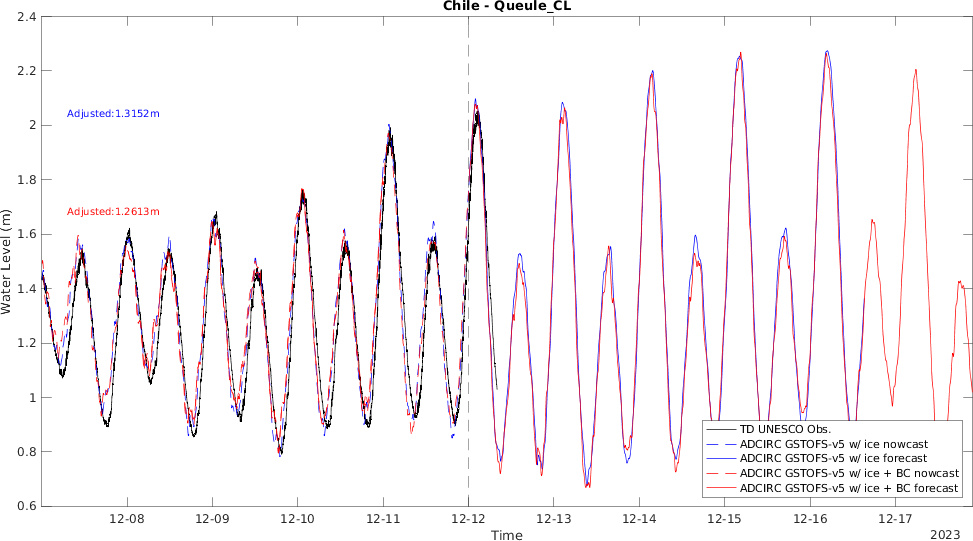 Chile - Queule_CL
2.4
2.2
2
1.8
1.6
1.4
1.2
1
0.8
0.6
Water Level (m)
Adjusted:1.3152m
Adjusted:1.2613m
TD UNESCO Obs.
ADCIRC GSTOFS-v5 w/ ice nowcast
ADCIRC GSTOFS-v5 w/ ice forecast
ADCIRC GSTOFS-v5 w/ ice + BC nowcast
ADCIRC GSTOFS-v5 w/ ice + BC forecast
12-08 12-09 12-10 12-11 12-12 12-13 12-14 12-15 12-16 12-17
Time
2023